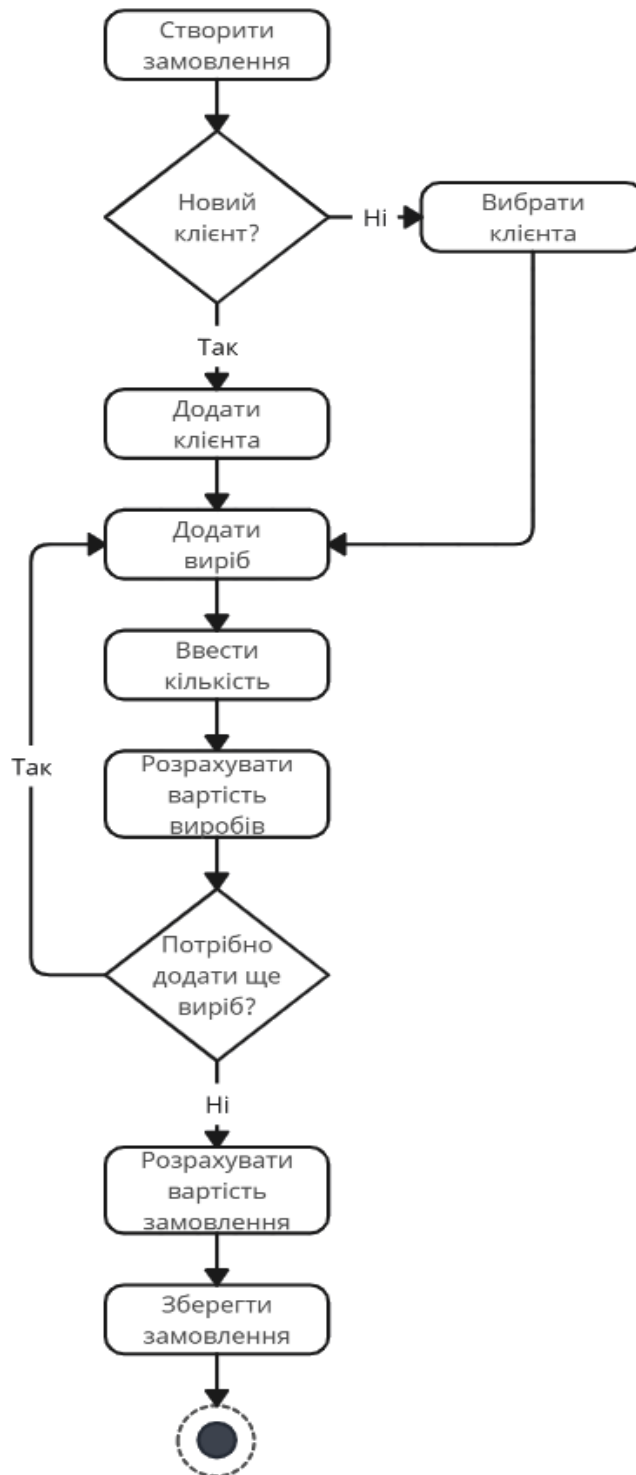 Створити
замовлення
Новий
клієнт?
Ні
Вибрати
клієнта
Так
Додати
клієнта
Додати
виріб
Ввести
кількість
Так
Розрахувати
вартість
виробів
Потрібно
додати ще
виріб?
Ні
Розрахувати
вартість
замовлення
Зберегти
замовлення